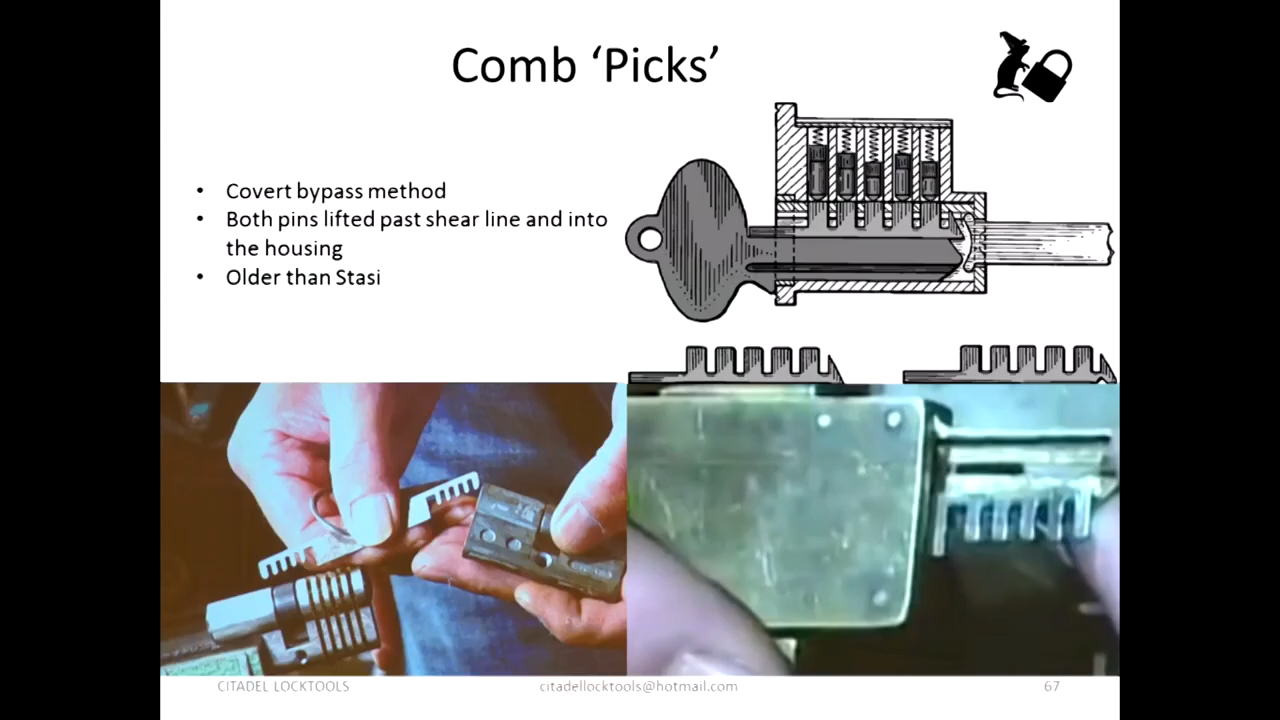 Comb ‘Picks’
• Covert bypass method
• Both pins lifted past shear line and into
the housing
• Older than Stasi
CITADEL LOCKTOOLS
citadellocktools@hotmail.com
67